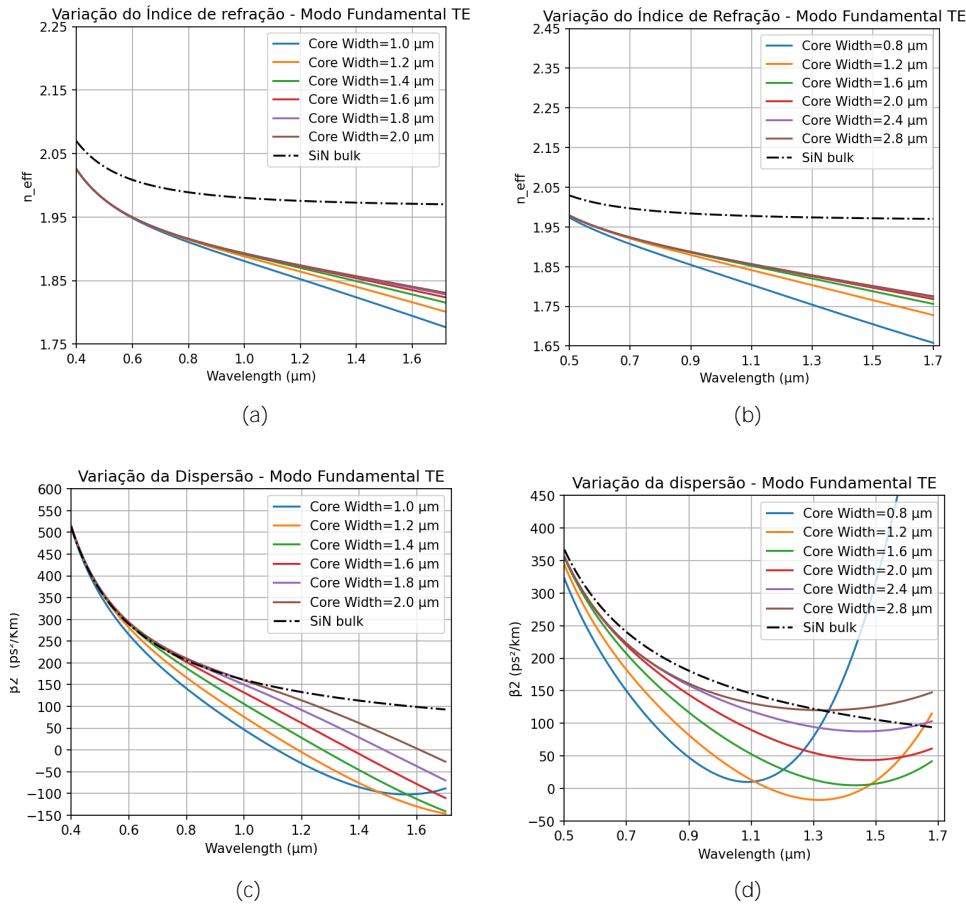 Variação do Índice de refração - Modo Fundamental TE
2.25
2.15
2.05
1.95
1.85
1.75
n_eff
Core Width=1.0 μm
Core Width=1.2 μm
Core Width=1.4 μm
Core Width=1.6 μm
Core Width=1.8 μm
Core Width=2.0 μm
SiN bulk
0.4 0.6 0.8 1.0 1.2 1.4 1.6
Wavelength (μm)
(a)
Variação do Índice de Refração - Modo Fundamental TE
2.45
2.35
2.25
2.15
2.05
1.95
1.85
1.75
1.65
n_eff
Core Width=0.8 μm
Core Width=1.2 μm
Core Width=1.6 μm
Core Width=2.0 μm
Core Width=2.4 μm
Core Width=2.8 μm
SiN bulk
0.5 0.7 0.9 1.1 1.3 1.5 1.7
Wavelength (μm)
(b)
Variação da Dispersão - Modo Fundamental TE
600
550
500
450
400
350
300
250
200
150
100
50
0
−50
−100
−150
β2 (ps²/Km)
Core Width=1.0 μm
Core Width=1.2 μm
Core Width=1.4 μm
Core Width=1.6 μm
Core Width=1.8 μm
Core Width=2.0 μm
SiN bulk
0.4 0.6 0.8 1.0 1.2 1.4 1.6
Wavelength (μm)
(c)
Variação da dispersão - Modo Fundamental TE
450
400
350
300
250
200
150
100
50
0
−50
β2 (ps²/km)
Core Width=0.8 μm
Core Width=1.2 μm
Core Width=1.6 μm
Core Width=2.0 μm
Core Width=2.4 μm
Core Width=2.8 μm
SiN bulk
0.5 0.7 0.9 1.1 1.3 1.5 1.7
Wavelength (μm)
(d)